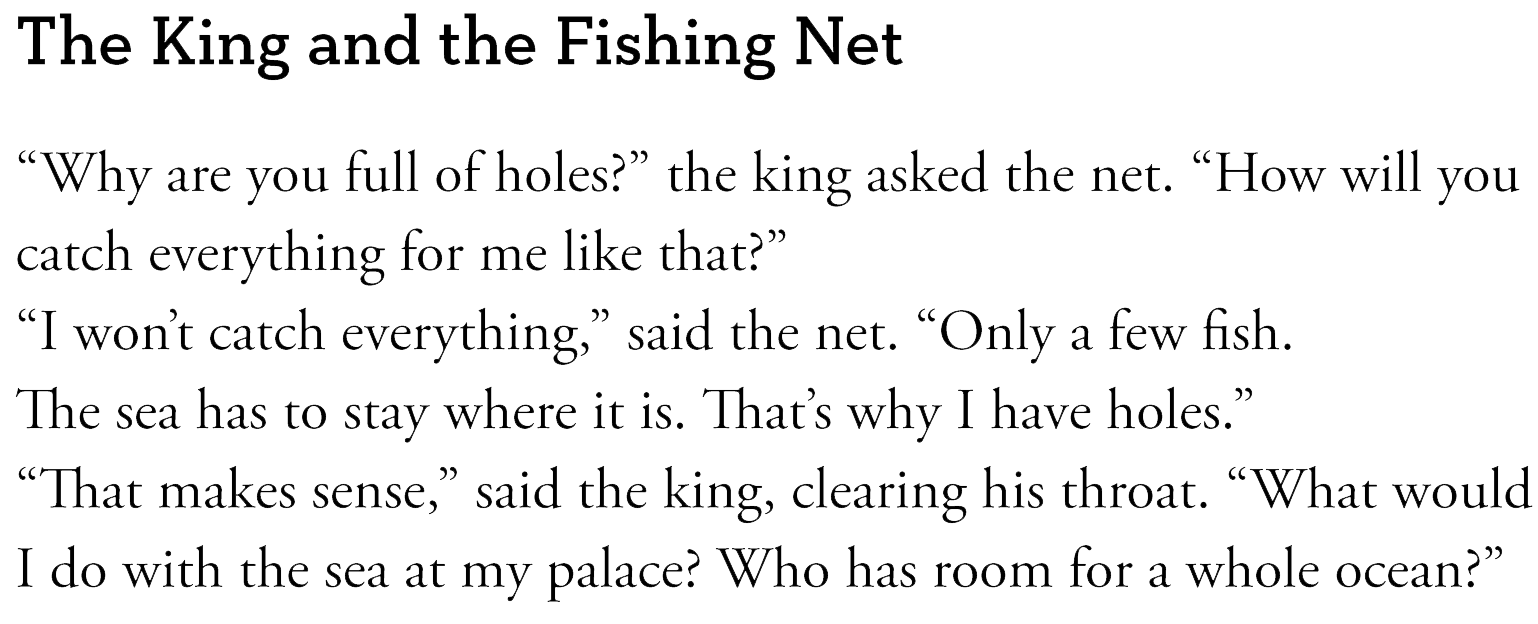 The King and the Fishing Net
“Why are you full of holes?” the king asked the net. “How will you
catch everything for me like that?”
“I won’t catch everything,” said the net. “Only a few fish.
The sea has to stay where it is. That’s why I have holes.”
“That makes sense,” said the king, clearing his throat. “What would
I do with the sea at my palace? Who has room for a whole ocean?”